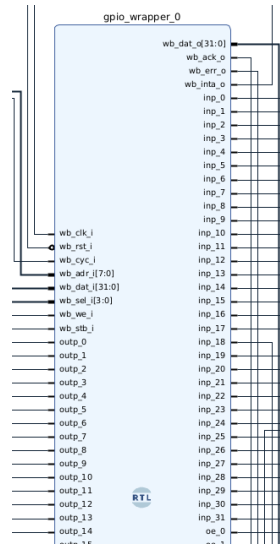 gpio_wrapper_0
wb_dat_o[31:0]
wb_ack_o
wb_err_o
wb_inta_o
inp_0
inp_1
inp_2
inp_3
inp_4
inp_5
inp_6
inp_7
inp_8
inp_9
wb_clk_i inp_10
wb_rst_i inp_11
wb_cyc_i inp_12
wb_adr_i[7:0] inp_13
wb_dat_i[31:0] inp_14
wb_sel_i[3:0] inp_15
wb_we_i inp_16
wb_stb_i inp_17
outp_0 inp_18
outp_1 inp_19
outp_2 inp_20
outp_3 inp_21
outp_4 inp_22
outp_5 inp_23
outp_6 inp_24
outp_7 inp_25
outp_8 inp_26
outp_9 inp_27
outp_10 inp_28
outp_11 inp_29
outp_12 inp_30
outp_13 inp_31
outp_14 oe_0
RTL